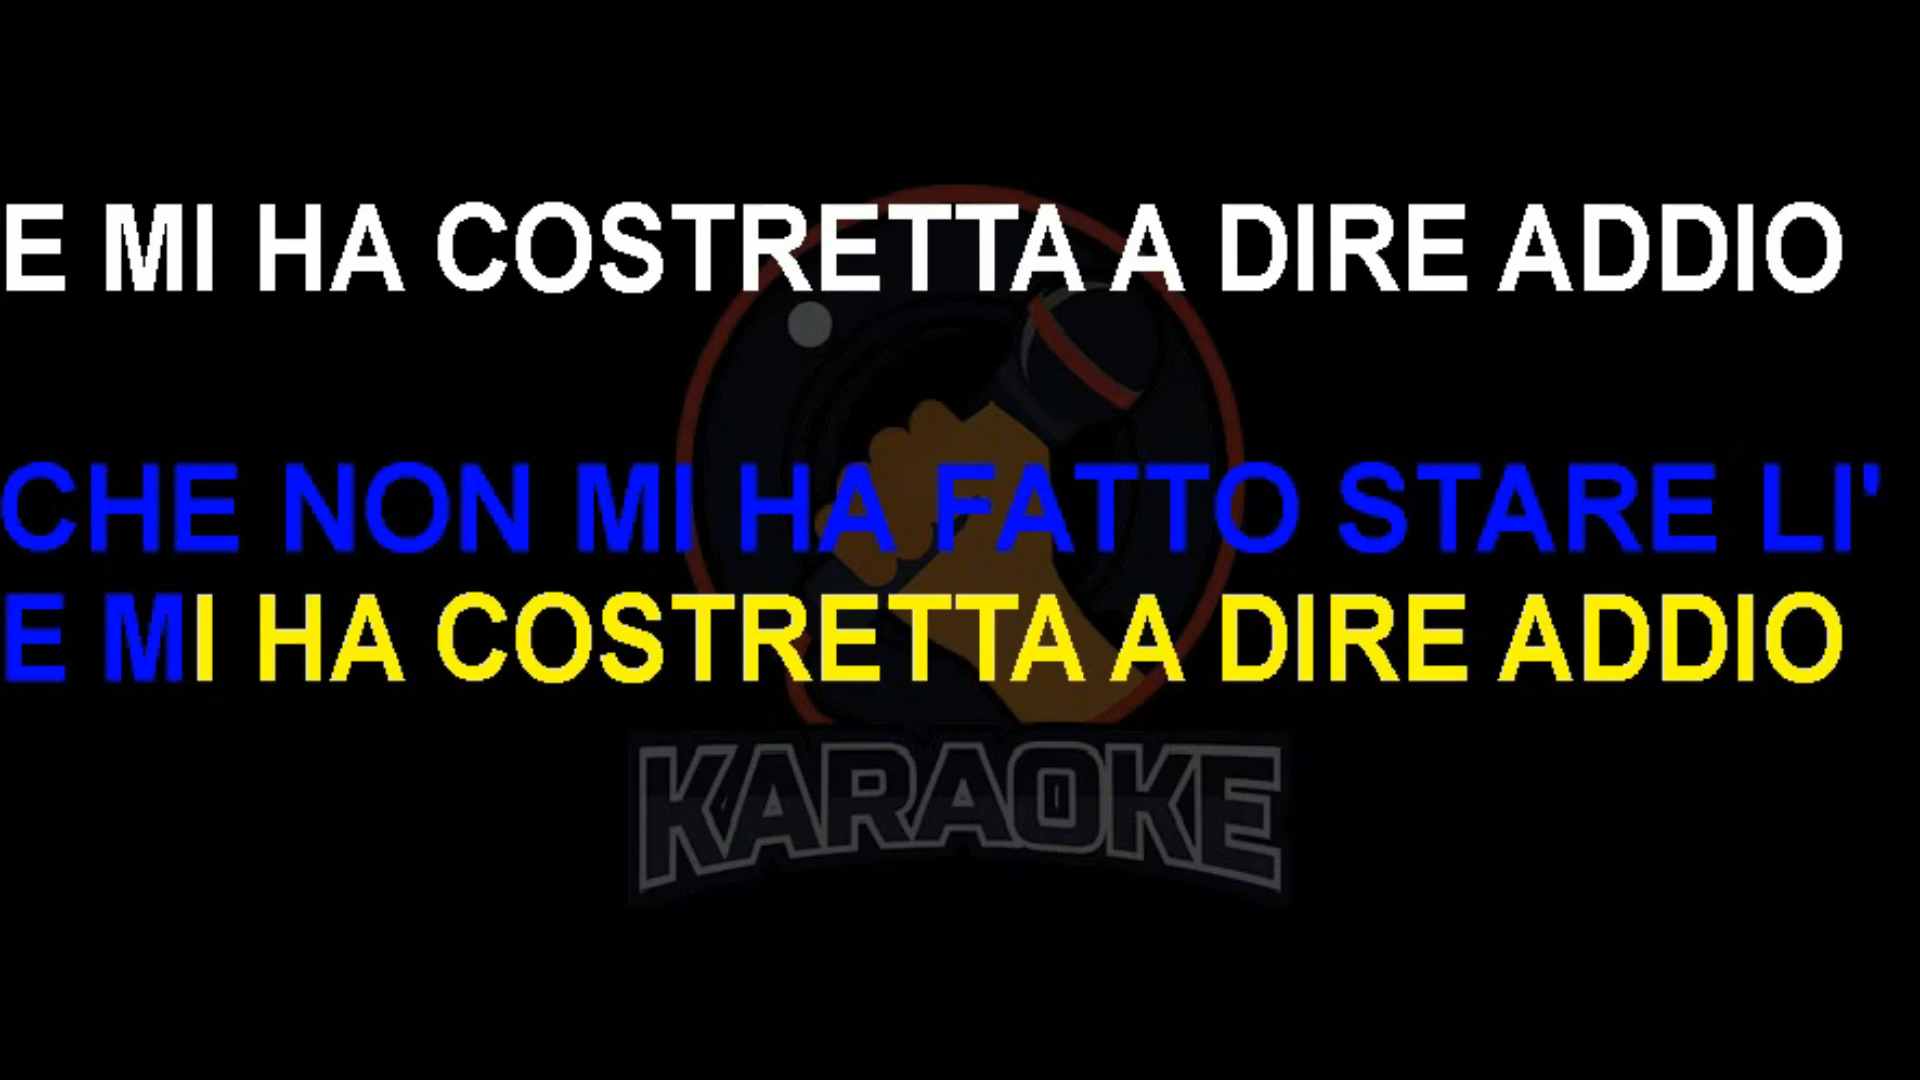 E MI HA COSTRETTA A DIRE ADDIO
CHE NON MI HA FATTO STARE LI'
E MI HA COSTRETTA A DIRE ADDIO
KARAOKE